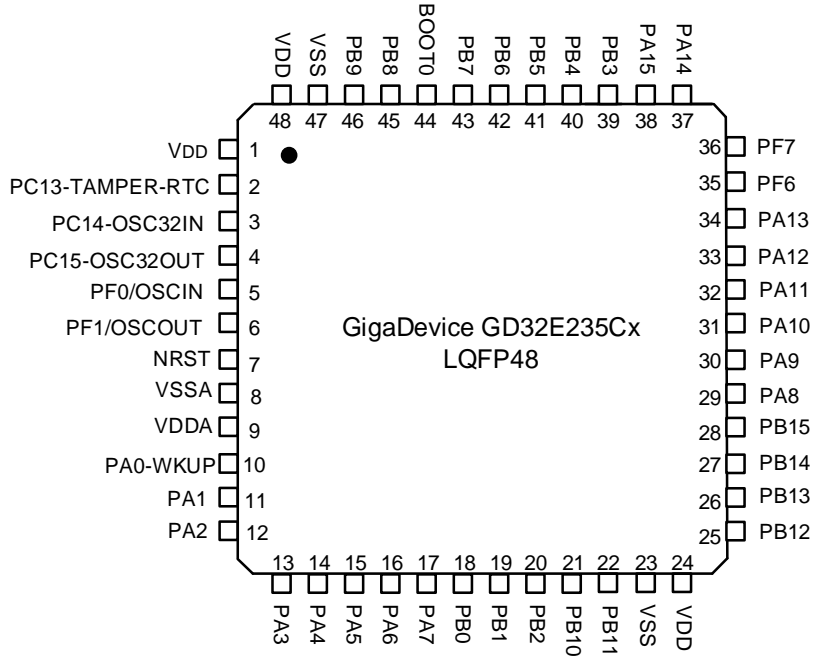 VDD VSS PB9 PB8 BOOT0 PB7 PB6 PB5 PB4 PB3 PA15 PA14
48 47 46 45 44 43 42 41 40 39 38 37
VDD 1
PC13-TAMPER-RTC 2
PC14-OSC32IN 3
PC15-OSC32OUT 4
PF0/OSCIN 5
PF1/OSCOUT 6
NRST 7
VSSA 8
VDDA 9
PA0-WKUP 10
PA1 11
PA2 12
GigaDevice GD32E235Cx
LQFP48
36 PF7
35 PF6
34 PA13
33 PA12
32 PA11
31 PA10
30 PA9
29 PA8
28 PB15
27 PB14
26 PB13
25 PB12
13 14 15 16 17 18 19 20 21 22 23 24
PA3 PA4 PA5 PA6 PA7 PB0 PB1 PB2 PB10 PB11 VSS VDD